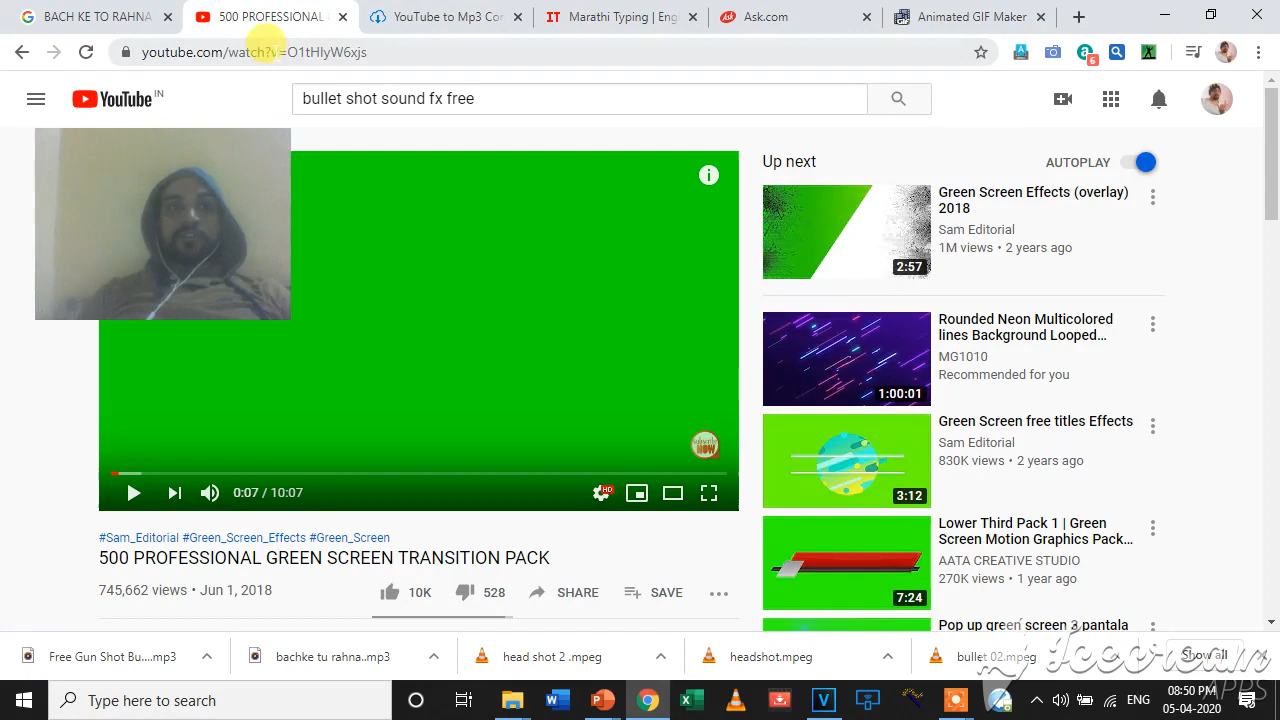 BACH KE TO RAHNA
500 PROFESSIONAL
YouTube to Mp3 Con
Marathi Typing | Eng
Ask.com
Animated GIF Maker
youtube.com/watch?v=O1tHlyW6xjs
6
YouTube IN
bullet shot sound fx free
Up next
AUTOPLAY
Green Screen Effects (overlay)
2018
Sam Editorial
1M views • 2 years ago
2:57
Rounded Neon Multicolored
lines Background Looped...
MG1010
Recommended for you
1:00:01
Green Screen free titles Effects
Sam Editorial
830K views • 2 years ago
3:12
Lower Third Pack 1 | Green
Screen Motion Graphics Pack...
AATA CREATIVE STUDIO
270K views • 1 year ago
7:24
Pop up green screen 3 pantala
SUBSCRIBE
NOW
0:07 / 10:07
HD
#Sam_Editorial #Green_Screen_Effects #Green_Screen
500 PROFESSIONAL GREEN SCREEN TRANSITION PACK
745,662 views • Jun 1, 2018
10K
528
SHARE
SAVE
Free Gun Shot Bu....mp3
bachke tu rahna..mp3
head shot 2 .mpeg
headshot.mpeg
bullet 02.mpeg
Show all
APPS
Type here to search
ENG
08:50 PM
05-04-2020